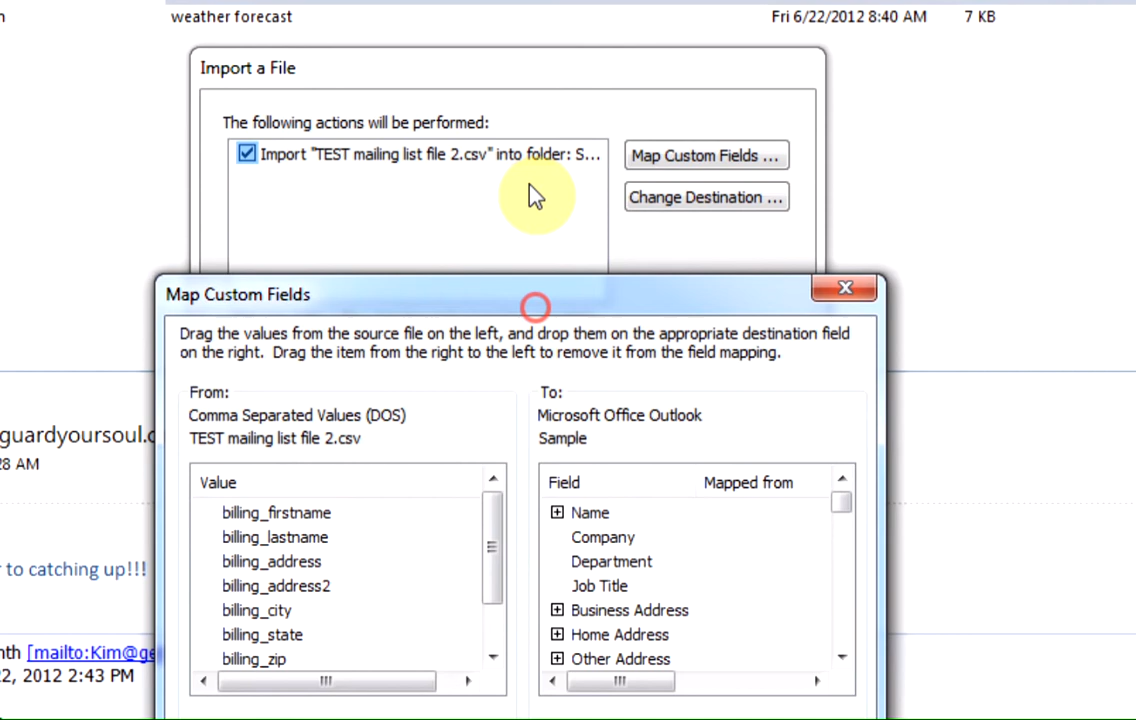 weather forecast Fri 6/22/2012 8:40 AM 7 KB
Import a File
The following actions will be performed:
Import "TEST mailing list file 2.csv" into folder: S...
Map Custom Fields ...
Change Destination ...
Map Custom Fields
Drag the values from the source file on the left, and drop them on the appropriate destination field
on the right. Drag the item from the right to the left to remove it from the field mapping.
From:
Comma Separated Values (DOS)
TEST mailing list file 2.csv
Value
billing_firstname
billing_lastname
billing_address
billing_address2
billing_city
billing_state
billing_zip
To:
Microsoft Office Outlook
Sample
Field Mapped from
Name
Company
Department
Job Title
Business Address
Home Address
Other Address
guardyoursoul.c
28 AM
r to catching up!!!
nth [mailto:Kim@ge
22, 2012 2:43 PM